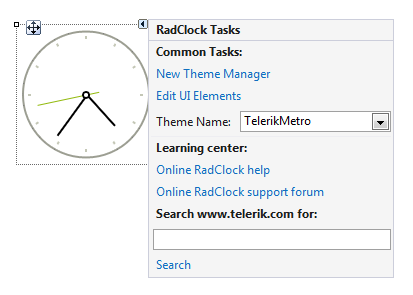 RadClock Tasks
Common Tasks:
New Theme Manager
Edit UI Elements
Theme Name: TelerikMetro
Learning center:
Online RadClock help
Online RadClock support forum
Search www.telerik.com for:
Search